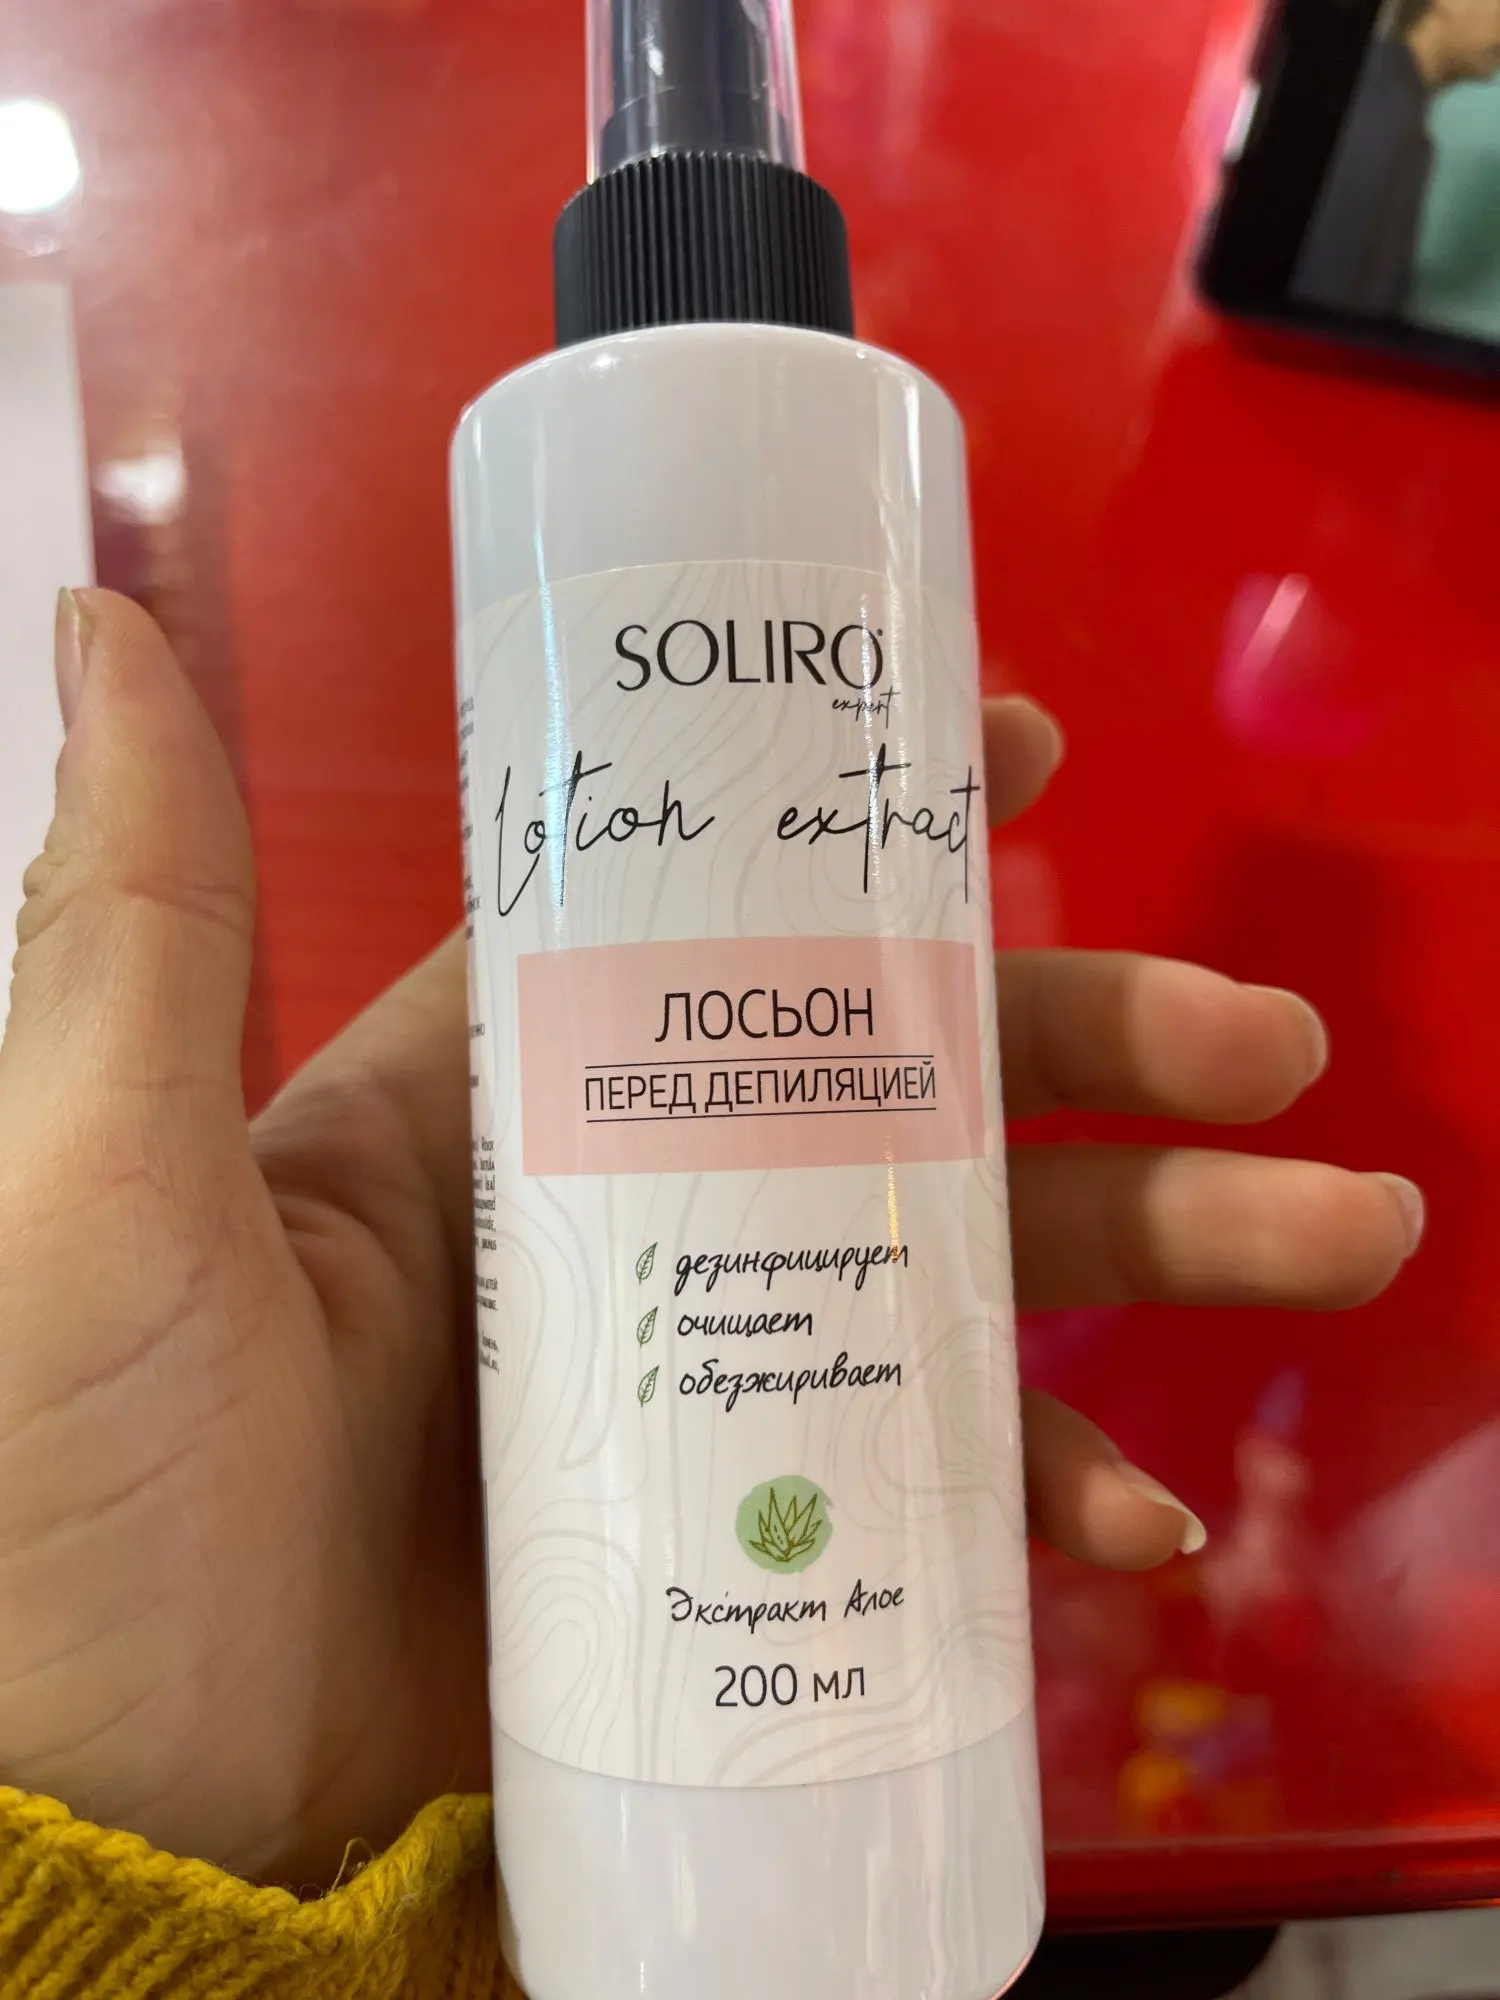 SOLIRO
expert
Lotion extract
ЛОСЬОН
ПЕРЕД ДЕПИЛЯЦИЕЙ
дезинфицирует
очищает
обезжиривает
Экстракт Алое
200 мл